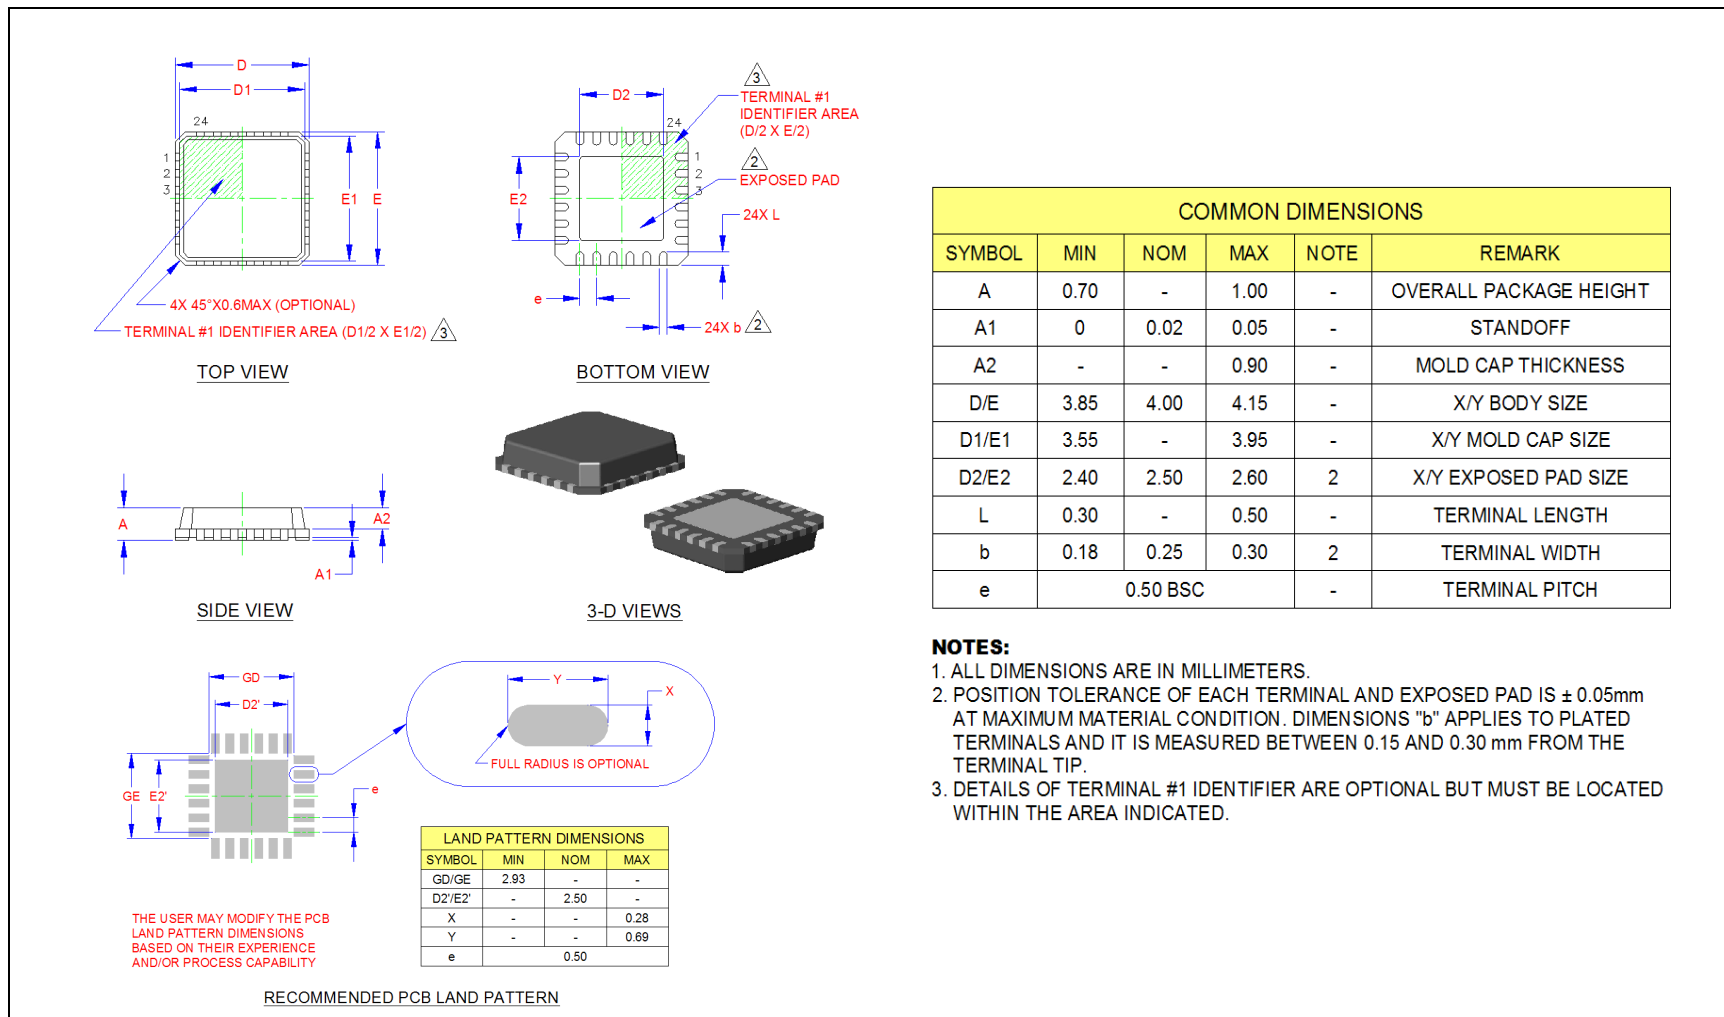 D
D1
24
1
2
3
E1
E
4X 45°X0.6MAX (OPTIONAL)
TERMINAL #1 IDENTIFIER AREA (D1/2 X E1/2) 3
TOP VIEW
D2
3
TERMINAL #1
IDENTIFIER AREA
(D/2 X E/2)
24
1
2
3
2
EXPOSED PAD
E2
24X L
e
24X b 2
BOTTOM VIEW
A
A2
A1
SIDE VIEW
3-D VIEWS
GD
D2'
GE
E2'
e
Y
X
FULL RADIUS IS OPTIONAL
LAND PATTERN DIMENSIONS
SYMBOL MIN NOM MAX
GD/GE 2.93 - -
D2'/E2' - 2.50 -
X - - 0.28
Y - - 0.69
e 0.50
THE USER MAY MODIFY THE PCB
LAND PATTERN DIMENSIONS
BASED ON THEIR EXPERIENCE
AND/OR PROCESS CAPABILITY
RECOMMENDED PCB LAND PATTERN
COMMON DIMENSIONS
SYMBOL MIN NOM MAX NOTE REMARK
A 0.70 - 1.00 - OVERALL PACKAGE HEIGHT
A1 0 0.02 0.05 - STANDOFF
A2 - - 0.90 - MOLD CAP THICKNESS
D/E 3.85 4.00 4.15 - X/Y BODY SIZE
D1/E1 3.55 - 3.95 - X/Y MOLD CAP SIZE
D2/E2 2.40 2.50 2.60 2 X/Y EXPOSED PAD SIZE
L 0.30 - 0.50 - TERMINAL LENGTH
b 0.18 0.25 0.30 2 TERMINAL WIDTH
e 0.50 BSC - TERMINAL PITCH
NOTES:
1. ALL DIMENSIONS ARE IN MILLIMETERS.
2. POSITION TOLERANCE OF EACH TERMINAL AND EXPOSED PAD IS ± 0.05mm
AT MAXIMUM MATERIAL CONDITION. DIMENSIONS "b" APPLIES TO PLATED
TERMINALS AND IT IS MEASURED BETWEEN 0.15 AND 0.30 mm FROM THE
TERMINAL TIP.
3. DETAILS OF TERMINAL #1 IDENTIFIER ARE OPTIONAL BUT MUST BE LOCATED
WITHIN THE AREA INDICATED.